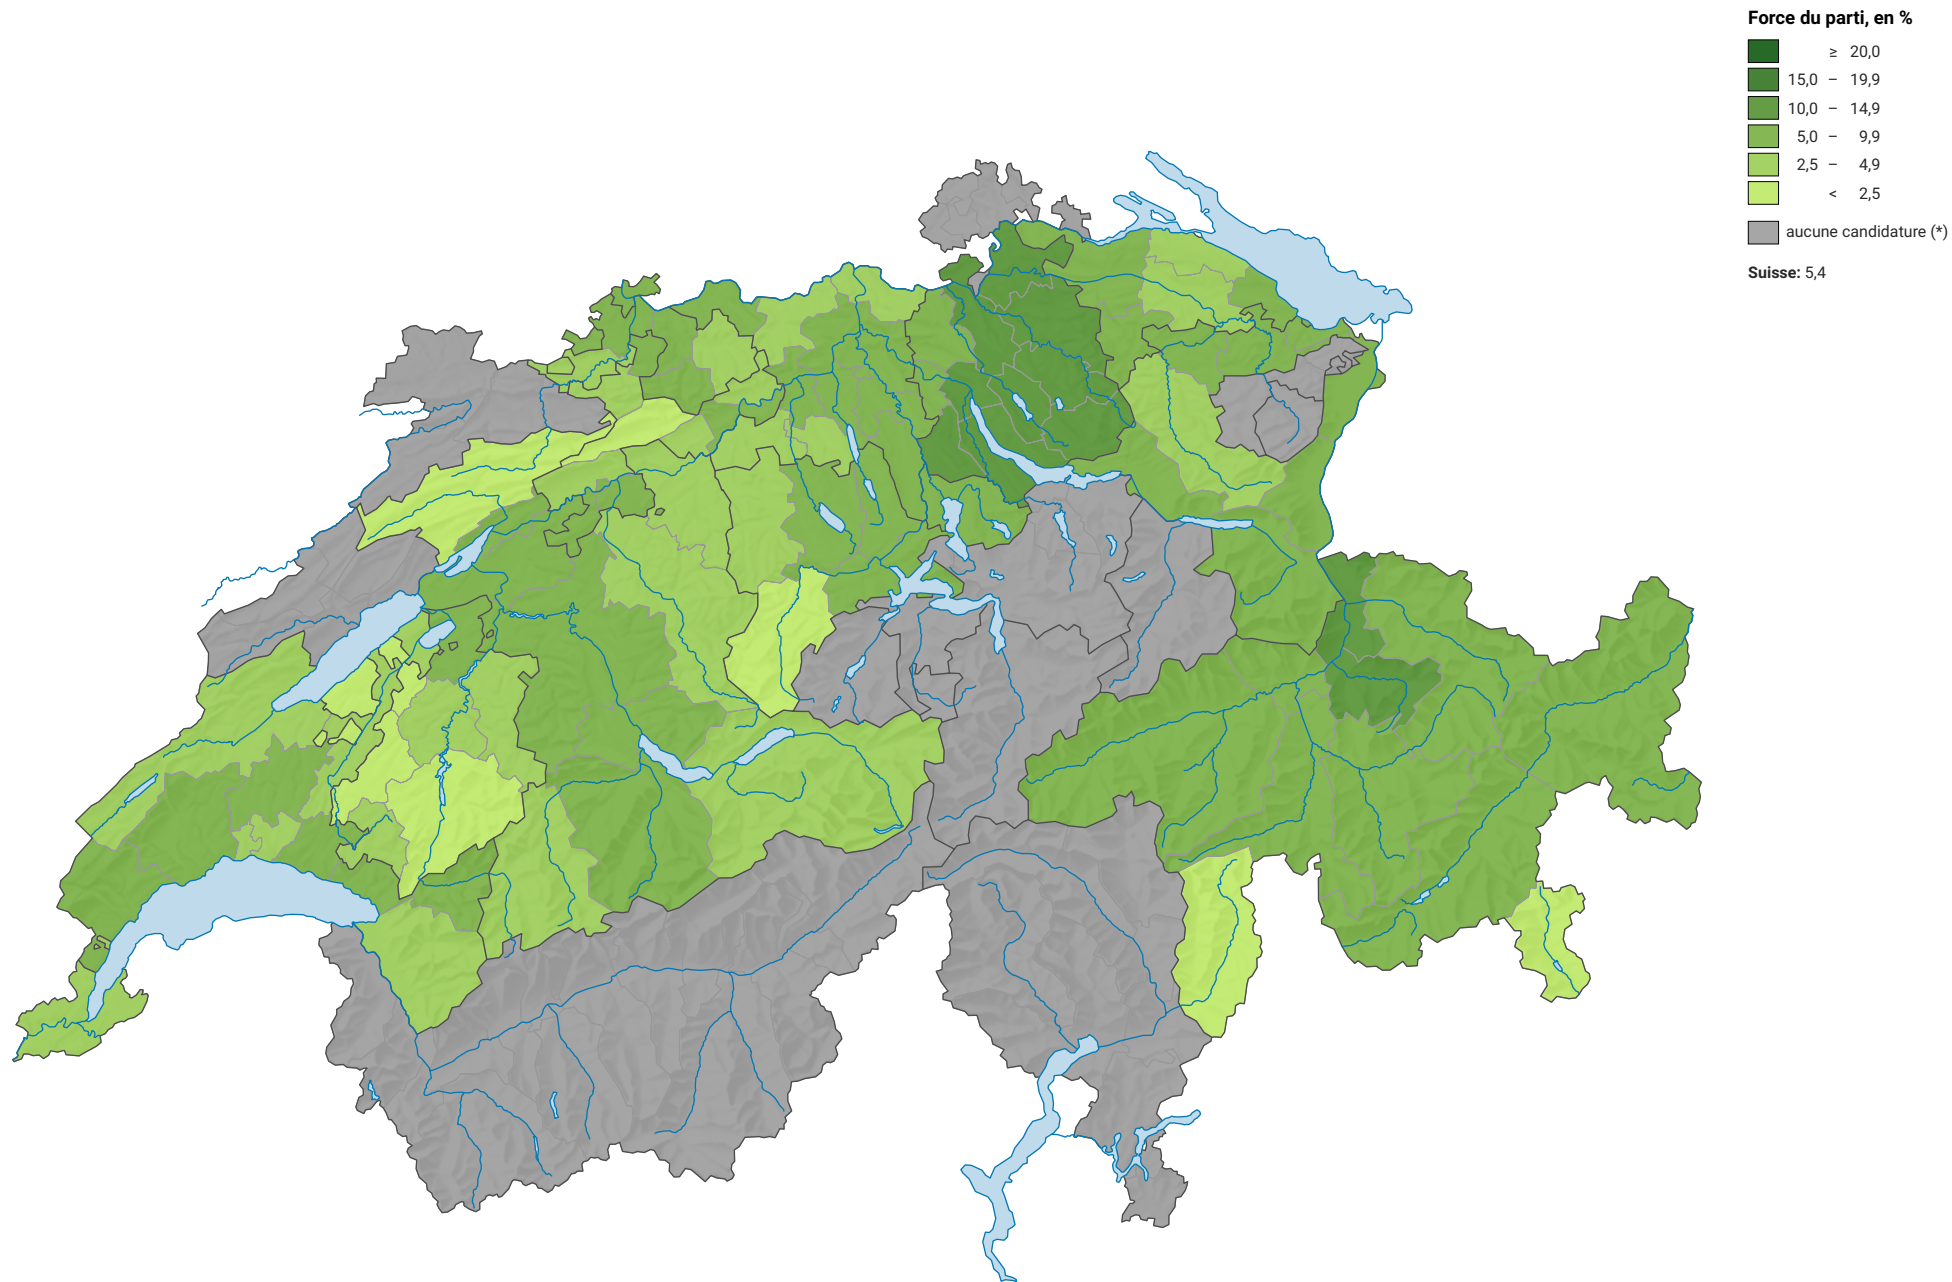 Force du parti, en %
≥ 20,0
15,0 – 19,9
10,0 – 14,9
5,0 – 9,9
2,5 – 4,9
< 2,5
aucune candidature (*)
Suisse: 5,4